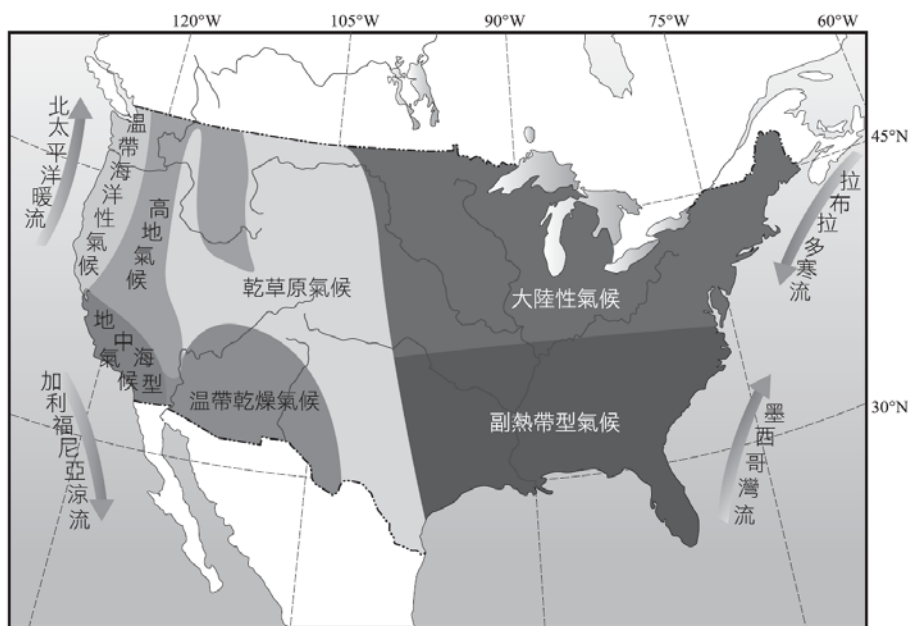 120°W
105°W
90°W
75°W
60°W
45°N
30°N
北太平洋暖流
温帶海洋性氣候
高地氣候
乾草原氣候
大陸性氣候
拉布拉多寒流
地中海型氣候
加利福尼亞涼流
温帶乾燥氣候
副熱帶型氣候
墨西哥灣流